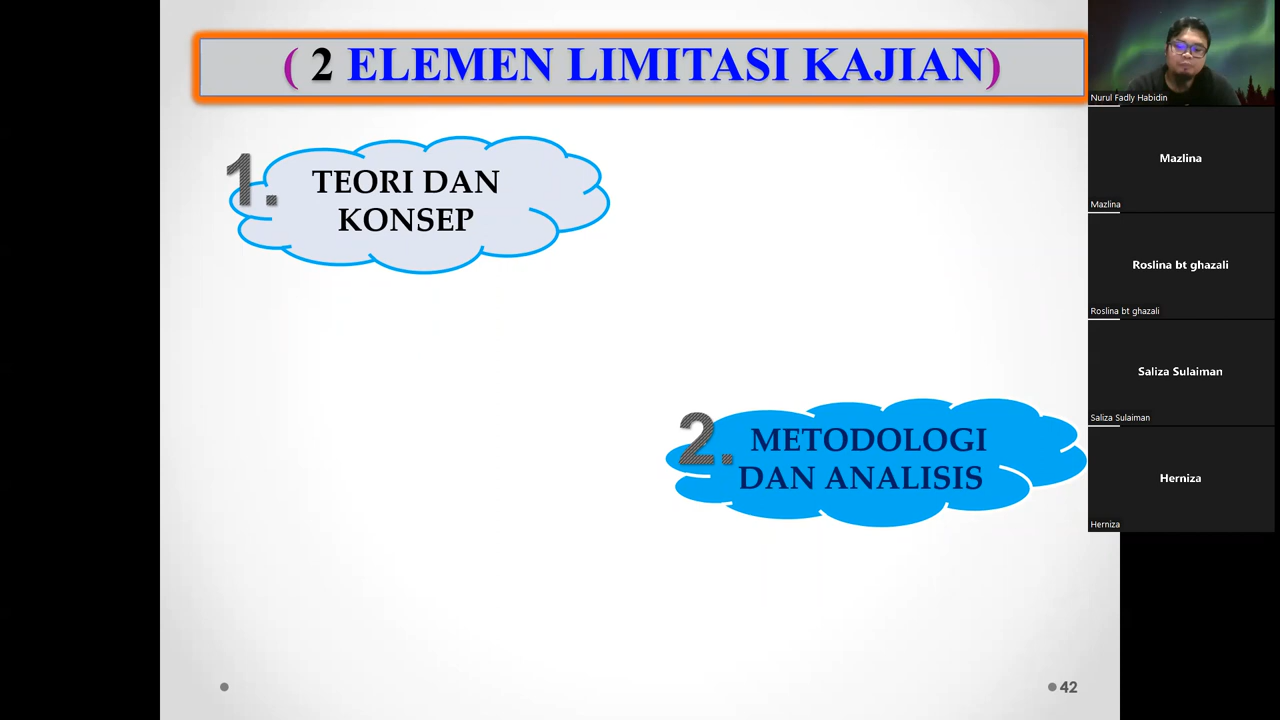 ( 2 ELEMEN LIMITASI KAJIAN)
1.
TEORI DAN
KONSEP
2.
METODOLOGI
DAN ANALISIS
42
Nurul Fadly Habidin
Mazlina
Mazlina
Roslina bt ghazali
Roslina bt ghazali
Saliza Sulaiman
Saliza Sulaiman
Herniza
Herniza